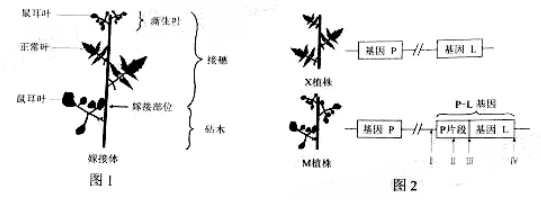 鼠耳叶
新生叶
正常叶
接穗
鼠耳叶
嫁接部位
砧木
嫁接体
图1
基因 P
基因 L
X植株
P-L 基因
基因 P
P片段
基因 L
M植株
I
II
III
IV
图2